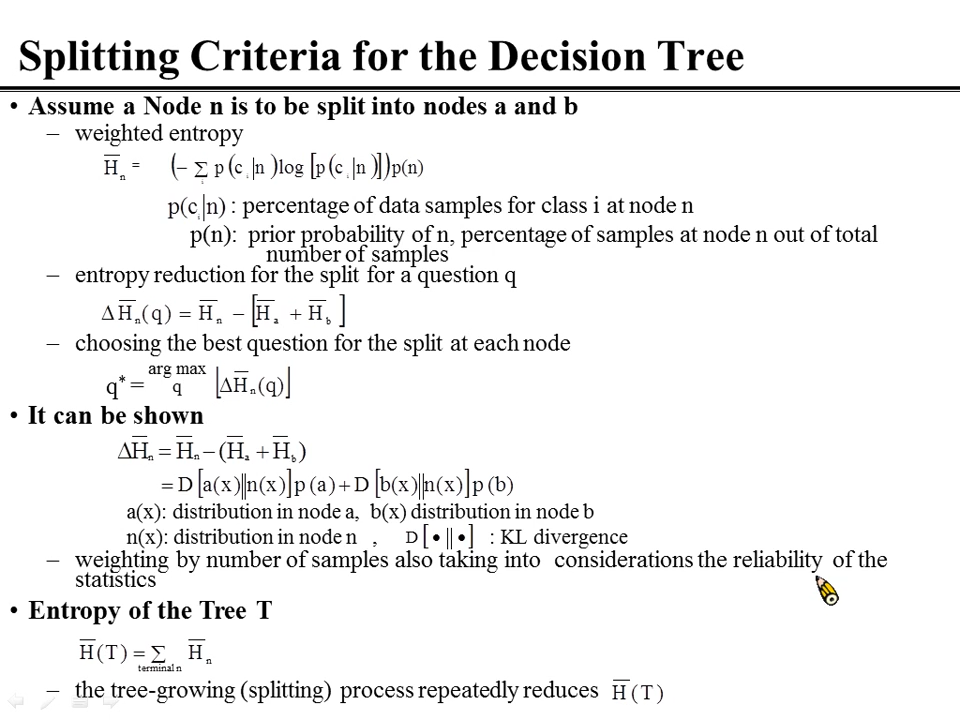 Splitting Criteria for the Decision Tree
• Assume a Node n is to be split into nodes a and b
– weighted entropy
H̅ₙ = (− ∑ᵢ p(cᵢ|n)log [p(cᵢ|n)])p(n)
p(cᵢ|n) : percentage of data samples for class i at node n
p(n): prior probability of n, percentage of samples at node n out of total
number of samples
– entropy reduction for the split for a question q
ΔH̅ₙ(q) = H̅ₙ − [H̅ₐ + H̅_b]
– choosing the best question for the split at each node
q* = arg max_q [ΔH̅ₙ(q)]
• It can be shown
ΔH̅ₙ = H̅ₙ − (H̅ₐ + H̅_b)
= D[a(x)‖n(x)]p(a) + D[b(x)‖n(x)]p(b)
a(x): distribution in node a, b(x) distribution in node b
n(x): distribution in node n , D[•‖•] : KL divergence
– weighting by number of samples also taking into considerations the reliability of the
statistics
• Entropy of the Tree T
H̅(T) = ∑_terminal n H̅ₙ
– the tree-growing (splitting) process repeatedly reduces H̅(T)